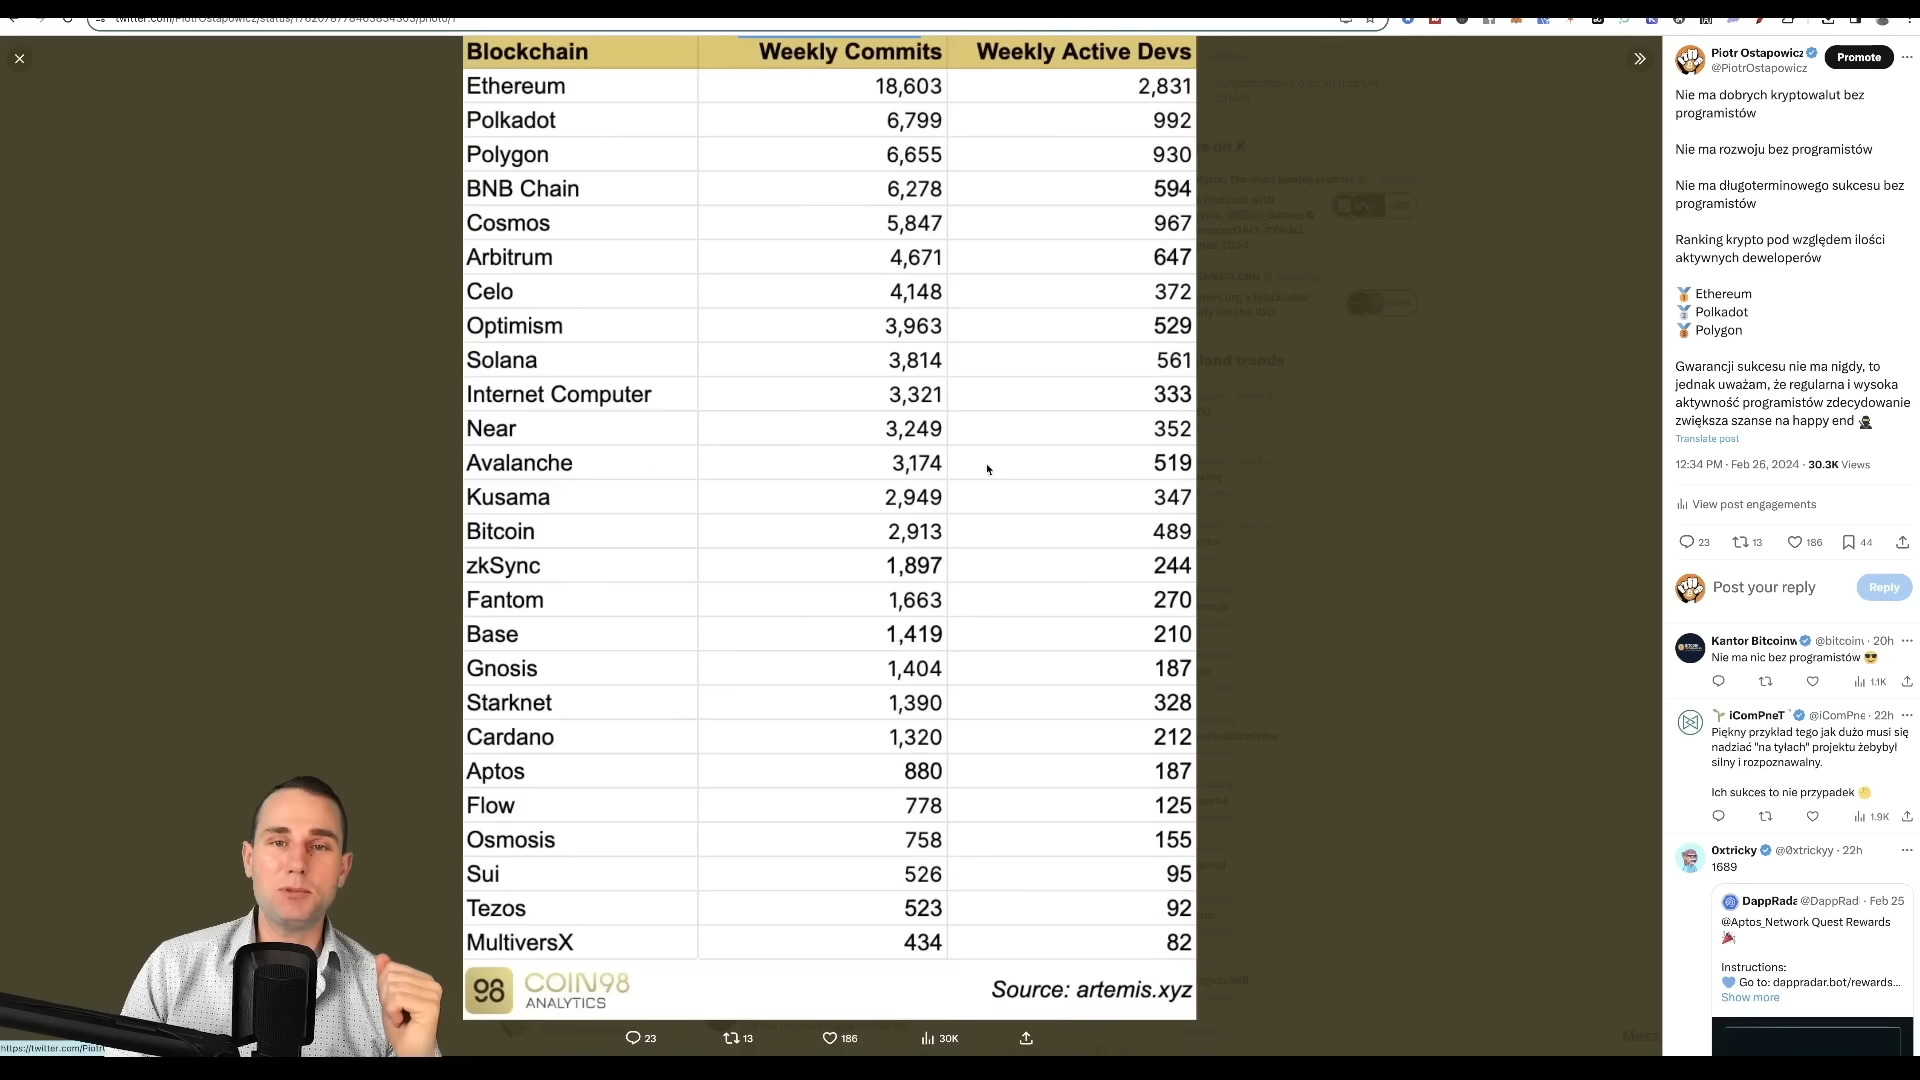 Blockchain Weekly Commits Weekly Active Devs
Ethereum 18,603 2,831
Polkadot 6,799 992
Polygon 6,655 930
BNB Chain 6,278 594
Cosmos 5,847 967
Arbitrum 4,671 647
Celo 4,148 372
Optimism 3,963 529
Solana 3,814 561
Internet Computer 3,321 333
Near 3,249 352
Avalanche 3,174 519
Kusama 2,949 347
Bitcoin 2,913 489
zkSync 1,897 244
Fantom 1,663 270
Base 1,419 210
Gnosis 1,404 187
Starknet 1,390 328
Cardano 1,320 212
Aptos 880 187
Flow 778 125
Osmosis 758 155
Sui 526 95
Tezos 523 92
MultiversX 434 82
98 COIN98
ANALYTICS
Source: artemis.xyz
23 13 186 30K
Piotr Ostapowicz
@PiotrOstapowicz
Promote
Nie ma dobrych kryptowalut bez
programistów
Nie ma rozwoju bez programistów
Nie ma długoterminowego sukcesu bez
programistów
Ranking krypto pod względem ilości
aktywnych deweloperów
🥇 Ethereum
🥈 Polkadot
🥉 Polygon
Gwarancji sukcesu nie ma nigdy, to
jednak uważam, że regularna i wysoka
aktywność programistów zdecydowanie
zwiększa szanse na happy end
Translate post
12:34 PM · Feb 26, 2024 · 30.3K Views
View post engagements
23 13 186 44
Post your reply
Reply
Kantor Bitcoinw @bitcoinv · 20h
Nie ma nic bez programistów 😎
1.1K
iComPneT @iComPne · 22h
Piękny przykład tego jak dużo musi się
nadziać "na tyłach" projektu żebybył
silny i rozpoznawalny.
Ich sukces to nie przypadek
1.9K
0xtricky @0xtrickyy · 22h
1689
DappRada @DappRad · Feb 25
@Aptos_Network Quest Rewards
Instructions:
Go to: dappradar.bot/rewards...
Show more